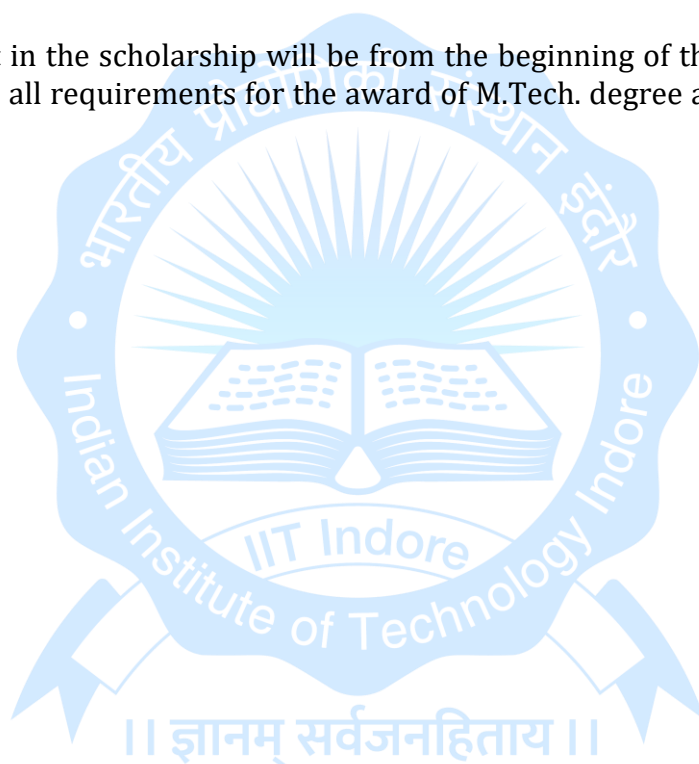 in the scholarship will be from the beginning of th
all requirements for the award of M.Tech. degree a
भारतीय प्रौद्योगिकी संस्थान इंदौर
Indian Institute of Technology Indore
IIT Indore
।। ज्ञानम् सर्वजनहिताय ।।